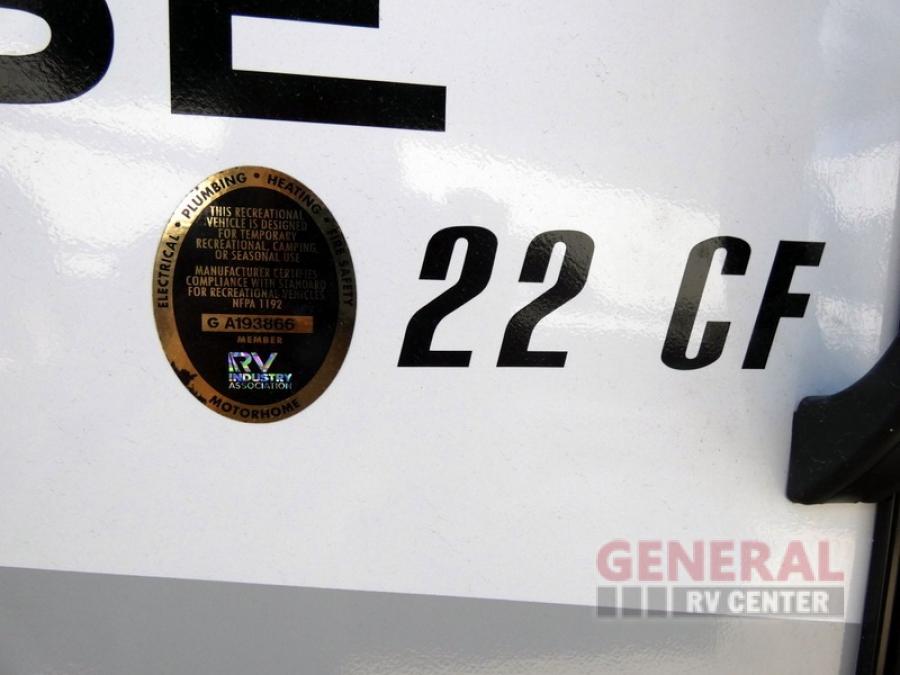 SE
ELECTRICAL • PLUMBING • HEATING • FIRE SAFETY
THIS RECREATIONAL
VEHICLE IS DESIGNED
FOR TEMPORARY
RECREATIONAL, CAMPING,
OR SEASONAL USE
MANUFACTURER CERTIFIES
COMPLIANCE WITH STANDARD
FOR RECREATIONAL VEHICLES
NFPA 1192
G A193866
MEMBER
RV
INDUSTRY
ASSOCIATION
MOTORHOME
22 CF
GENERAL
RV CENTER